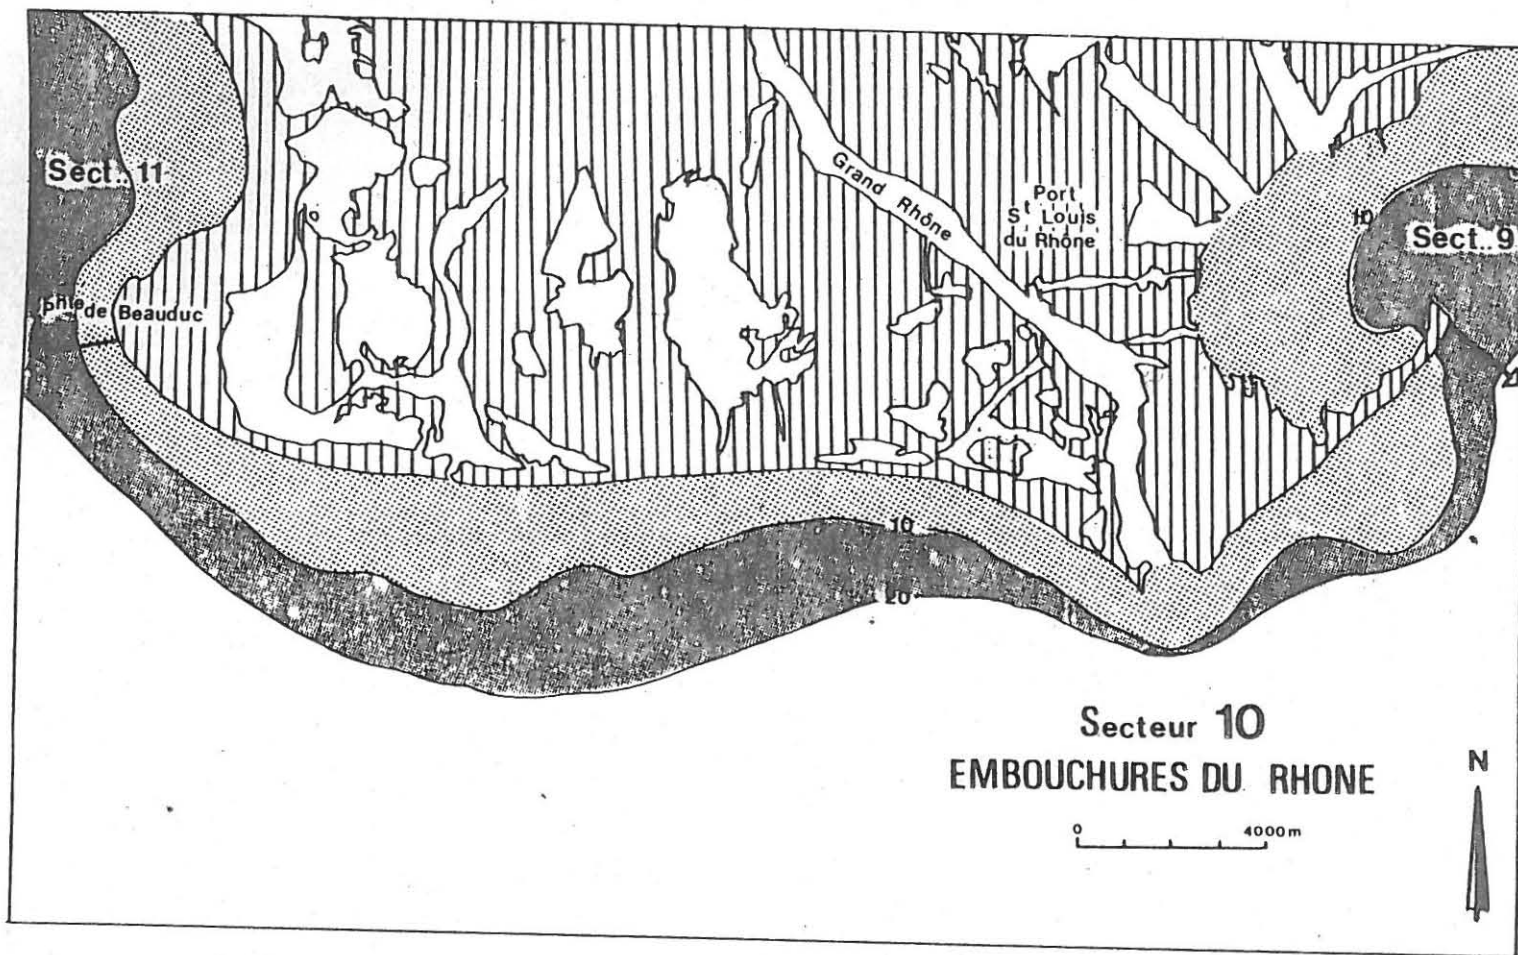 Sect. 11
Pnte de Beauduc
Grand Rhône
Port
St Louis
du Rhône
10
Sect. 9
10
20
Secteur 10
EMBOUCHURES DU RHONE
0 4000m
N